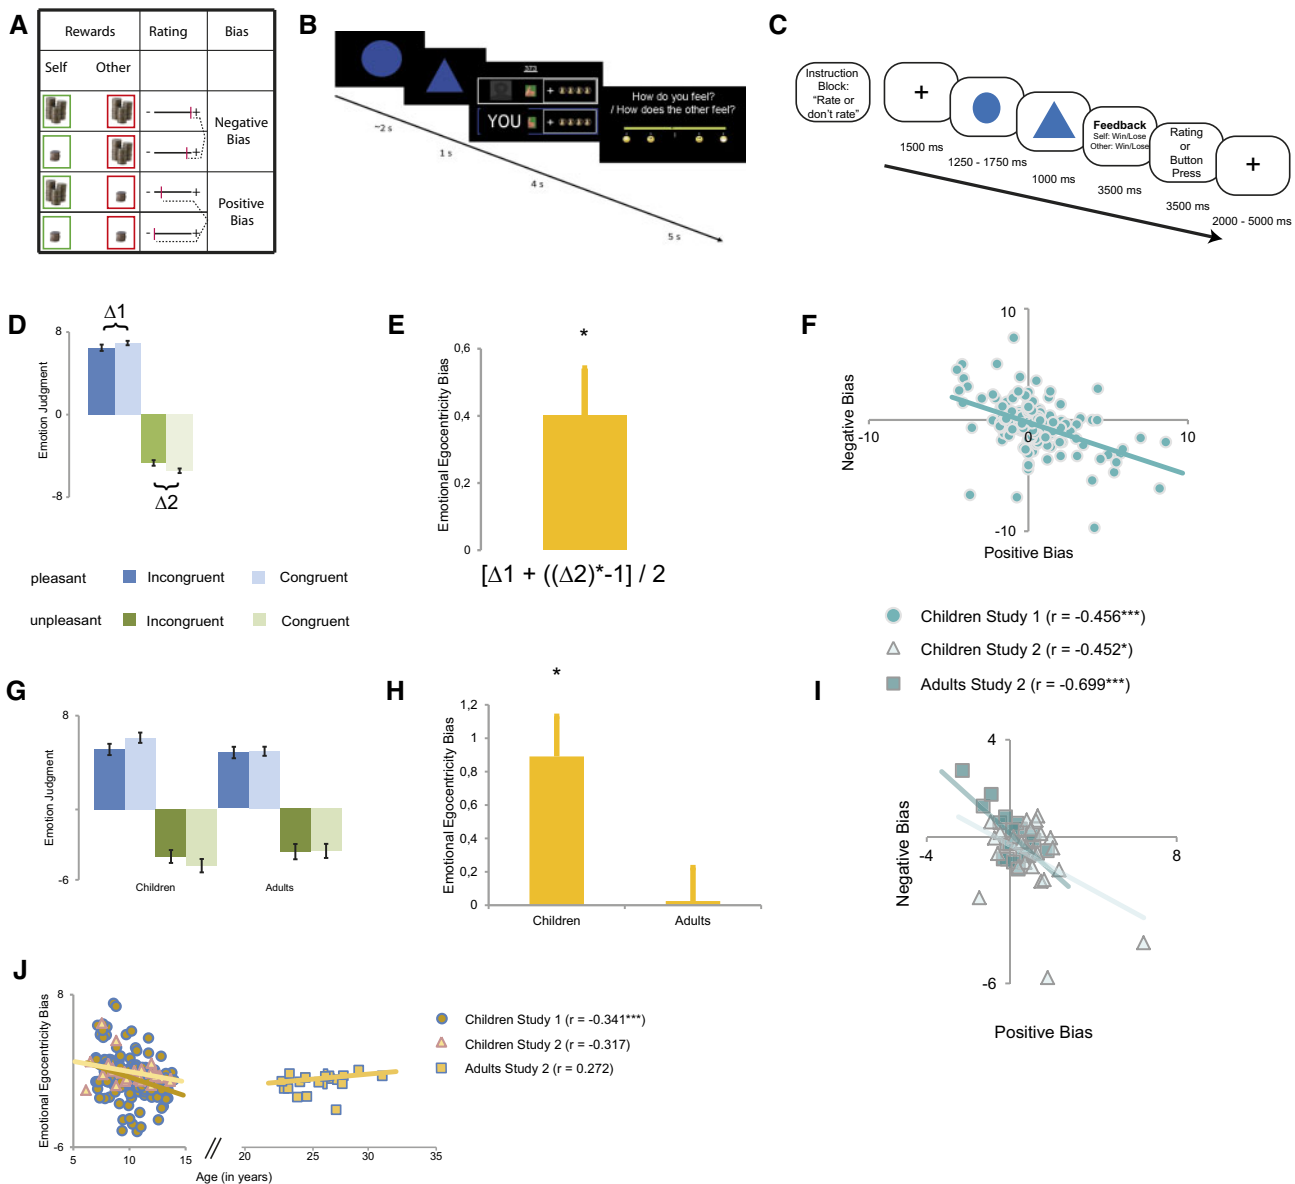 A
Rewards
Rating
Bias
Self
Other
- +
- +
Negative
Bias
- +
- +
Positive
Bias
B
373
+
YOU
+
How do you feel?
/ How does the other feel?
~2 s
1 s
4 s
5 s
C
Instruction
Block:
"Rate or
don't rate"
+
Feedback
Self: Win/Lose
Other: Win/Lose
Rating
or
Button
Press
+
1500 ms
1250 - 1750 ms
1000 ms
3500 ms
3500 ms
2000 - 5000 ms
D
Emotion Judgment
8
0
-8
Δ1
Δ2
pleasant
Incongruent
Congruent
unpleasant
Incongruent
Congruent
E
Emotional Egocentricity Bias
0,6
0,4
0,2
0
*
[Δ1 + ((Δ2)*-1] / 2
F
Negative Bias
10
-10
0
10
-10
Positive Bias
Children Study 1 (r = -0.456***)
Children Study 2 (r = -0.452*)
Adults Study 2 (r = -0.699***)
G
Emotion Judgment
8
-6
Children
Adults
H
Emotional Egocentricity Bias
1,2
1
0,8
0,6
0,4
0,2
0
*
Children
Adults
I
Negative Bias
4
-4
8
-6
Positive Bias
J
Emotional Egocentricity Bias
8
-6
5
10
15
20
25
30
35
Age (in years)
Children Study 1 (r = -0.341***)
Children Study 2 (r = -0.317)
Adults Study 2 (r = 0.272)